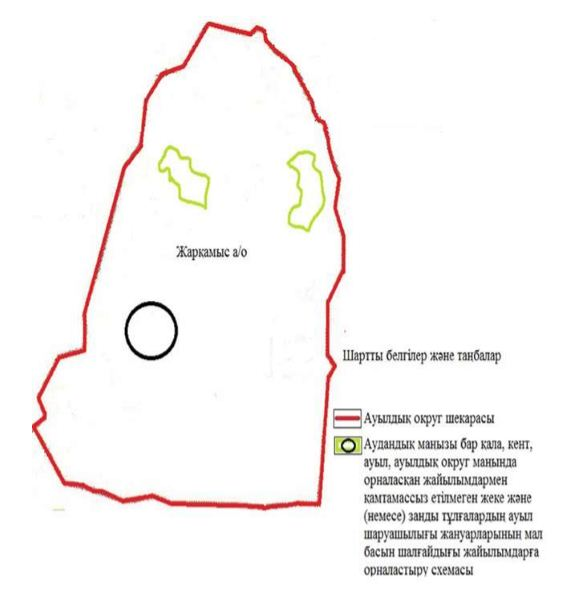 Жарқамыс а/о
Шартты белгілер және таңбалар
Ауылдық округ шекарасы
Аудандық маңызы бар қала, кент,
ауыл, ауылдық округ маңында
орналасқан жайылымдармен
қамтамассыз етілмеген жеке және
(немесе) заңды тұлғалардың ауыл
шаруашылығы жануарларының мал
басын шалғайдығы жайылымдарға
орналастыру схемасы